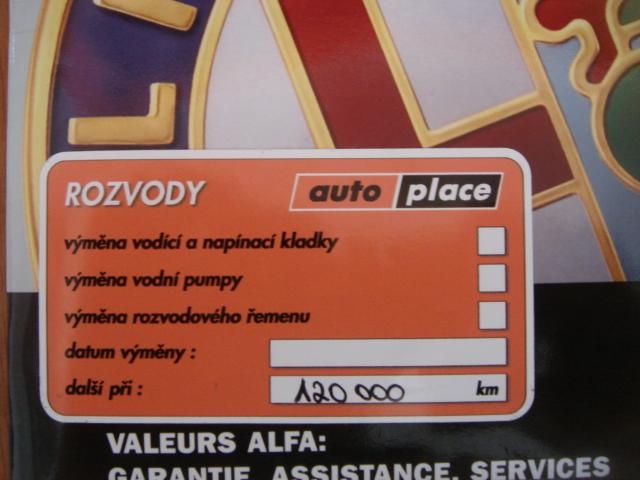 ROZVODY auto place
výměna vodící a napínací kladky
výměna vodní pumpy
výměna rozvodového řemenu
datum výměny :
další při : 120 000 km
VALEURS ALFA:
GARANTIE, ASSISTANCE, SERVICES